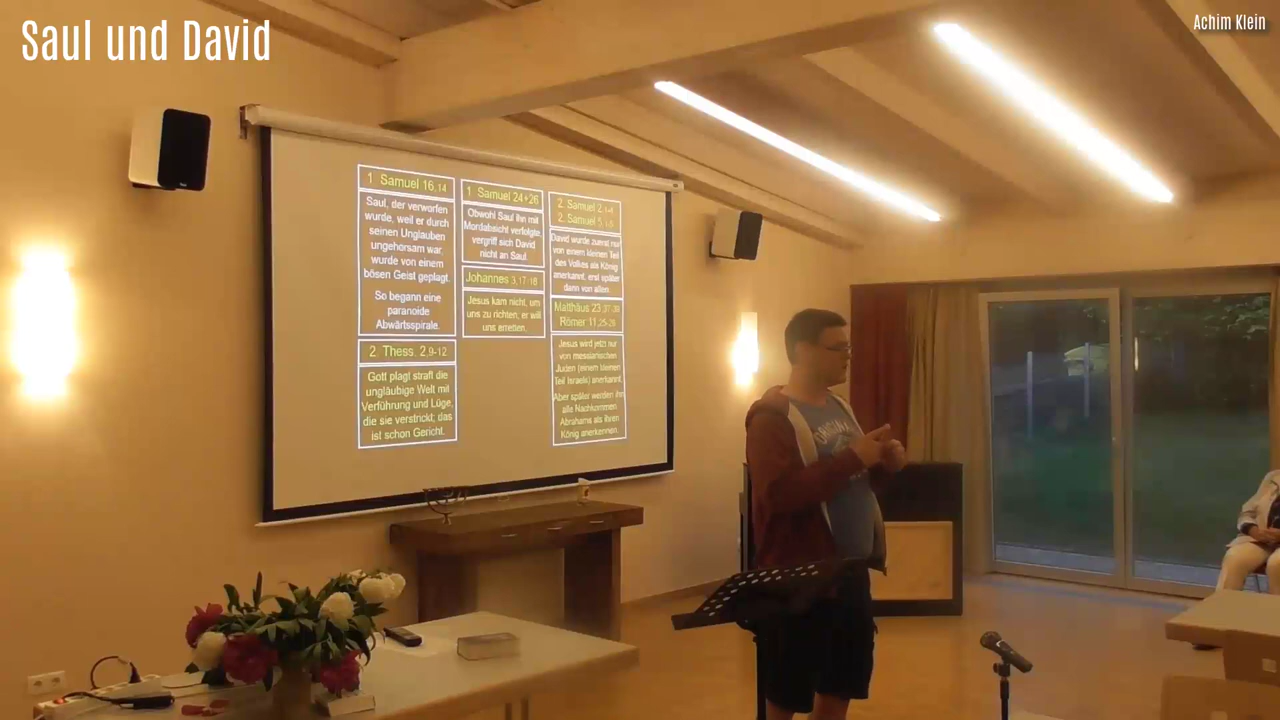 Saul und David
Achim Klein
1. Samuel 16,14
Saul, der verworfen
wurde, weil er durch
seinen Unglauben
ungehorsam war,
wurde von einem
bösen Geist geplagt.
So begann eine
paranoide
Abwärtsspirale.
2. Thess. 2,9-12
Gott plagt straft die
ungläubige Welt mit
Verführung und Lüge,
die sie verstrickt; das
ist schon Gericht.
1. Samuel 24+26
Obwohl Saul ihn mit
Mordabsicht verfolgte,
vergriff sich David
nicht an Saul.
Johannes 3,17-18
Jesus kam nicht, um
uns zu richten, er will
uns erretten.
2. Samuel 2,1-4
2. Samuel 5,1-5
David wurde zuerst nur
von einem kleinen Teil
des Volkes als König
anerkannt, erst später
dann von allen.
Matthäus 23,37-39
Römer 11,25-26
Jesus wird jetzt nur
von messianischen
Juden (einem kleinen
Teil Israels) anerkannt.
Aber später werden ihn
alle Nachkommen
Abrahams als ihren
König anerkennen.
ORIGINAL